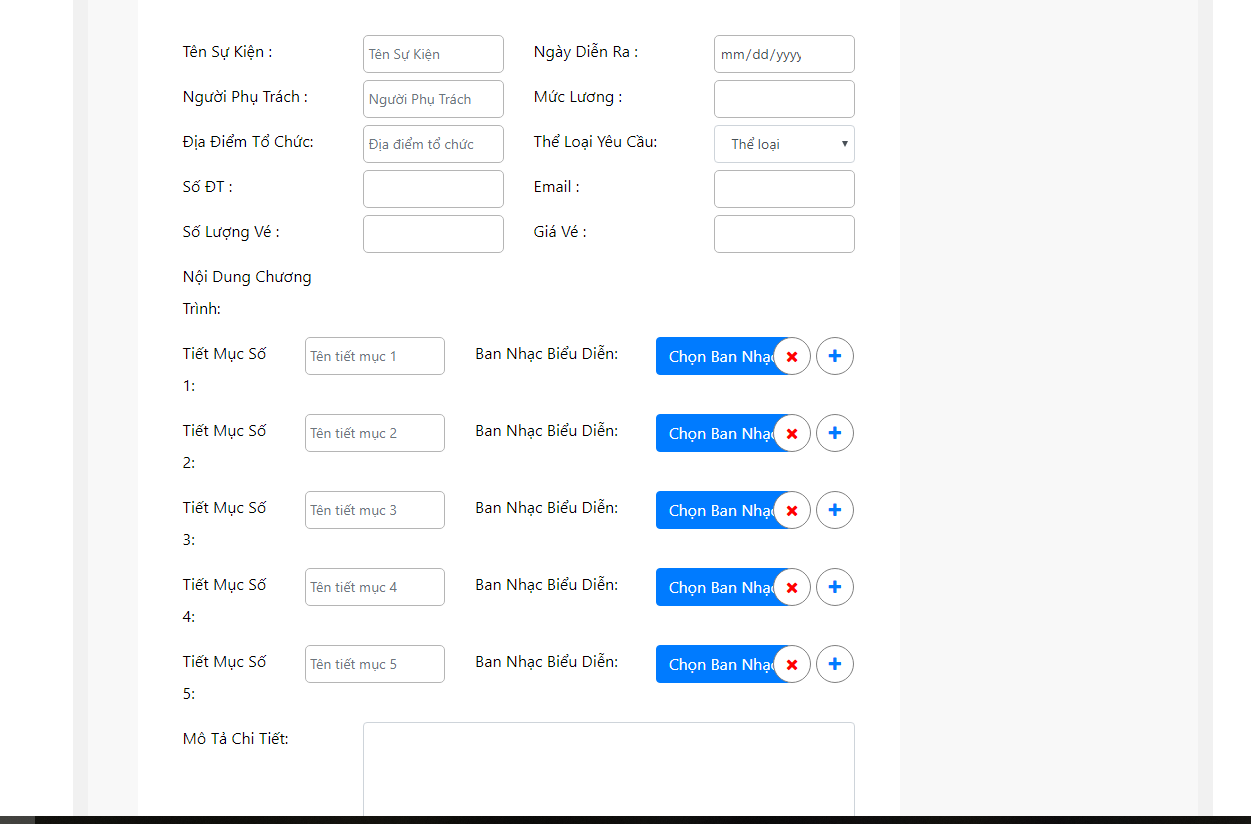 Tên Sự Kiện : Tên Sự Kiện Ngày Diễn Ra : mm/dd/yyyy
Người Phụ Trách : Người Phụ Trách Mức Lương :
Địa Điểm Tổ Chức: Địa điểm tổ chức Thể Loại Yêu Cầu: Thể loại
Số ĐT : Email :
Số Lượng Vé : Giá Vé :
Nội Dung Chương
Trình:
Tiết Mục Số Tên tiết mục 1 Ban Nhạc Biểu Diễn: Chọn Ban Nhạc
1:
Tiết Mục Số Tên tiết mục 2 Ban Nhạc Biểu Diễn: Chọn Ban Nhạc
2:
Tiết Mục Số Tên tiết mục 3 Ban Nhạc Biểu Diễn: Chọn Ban Nhạc
3:
Tiết Mục Số Tên tiết mục 4 Ban Nhạc Biểu Diễn: Chọn Ban Nhạc
4:
Tiết Mục Số Tên tiết mục 5 Ban Nhạc Biểu Diễn: Chọn Ban Nhạc
5:
Mô Tả Chi Tiết: